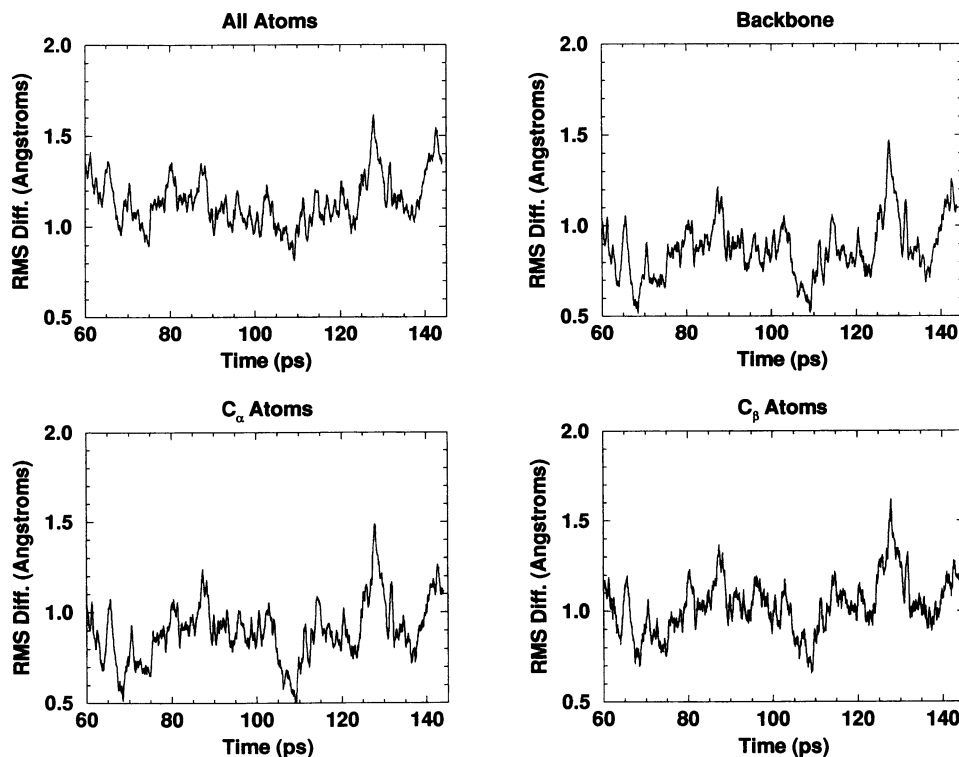 All Atoms
2.0
1.5
1.0
0.5
RMS Diff. (Angstroms)
60 80 100 120 140
Time (ps)
Backbone
2.0
1.5
1.0
0.5
RMS Diff. (Angstroms)
60 80 100 120 140
Time (ps)
Cα Atoms
2.0
1.5
1.0
0.5
RMS Diff. (Angstroms)
60 80 100 120 140
Time (ps)
Cβ Atoms
2.0
1.5
1.0
0.5
RMS Diff. (Angstroms)
60 80 100 120 140
Time (ps)